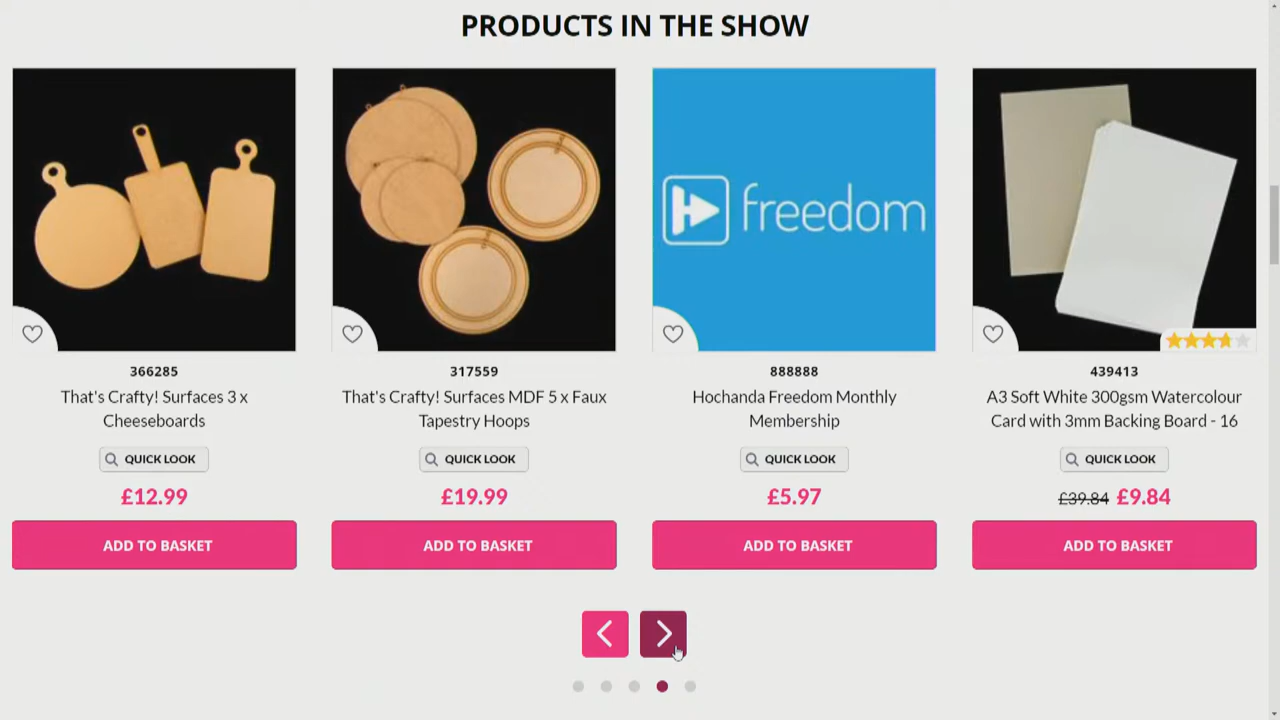 PRODUCTS IN THE SHOW
freedom
366285
That's Crafty! Surfaces 3 x
Cheeseboards
QUICK LOOK
£12.99
ADD TO BASKET
317559
That's Crafty! Surfaces MDF 5 x Faux
Tapestry Hoops
QUICK LOOK
£19.99
ADD TO BASKET
888888
Hochanda Freedom Monthly
Membership
QUICK LOOK
£5.97
ADD TO BASKET
439413
A3 Soft White 300gsm Watercolour
Card with 3mm Backing Board - 16
QUICK LOOK
£39.84 £9.84
ADD TO BASKET